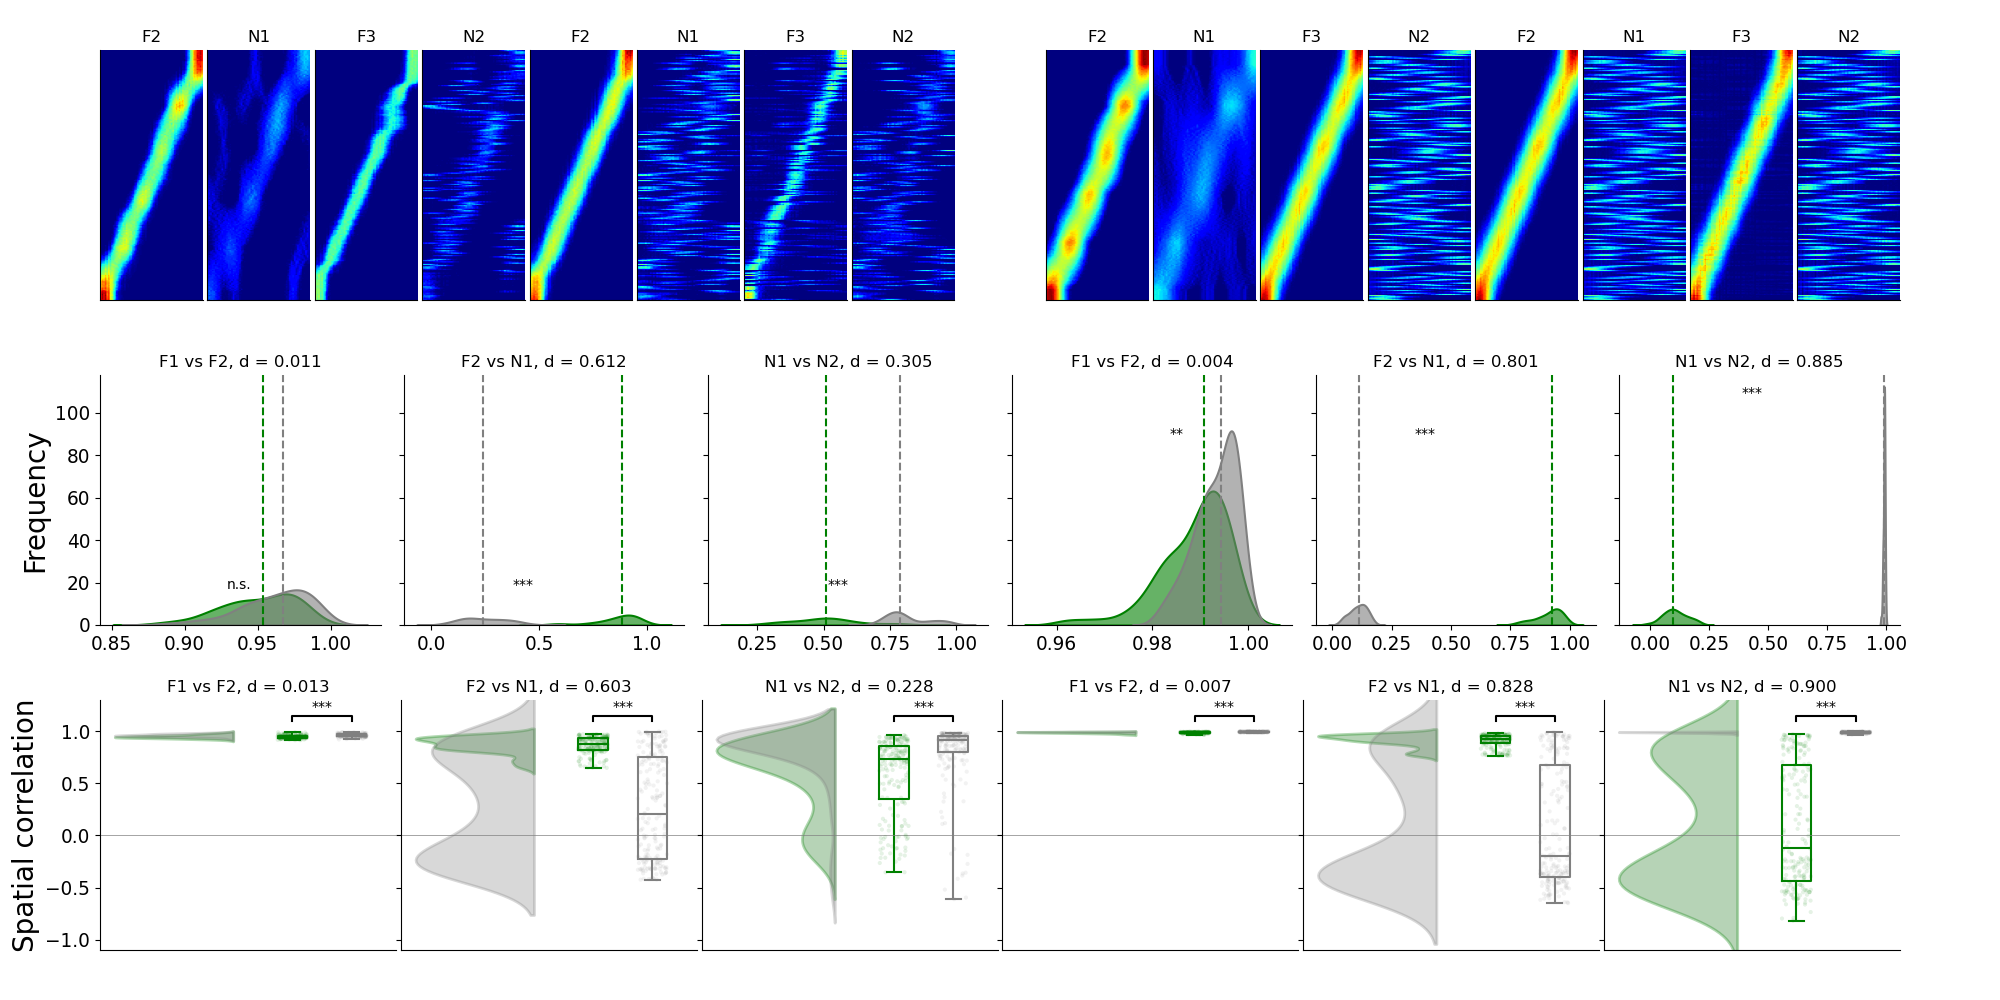 F2 N1 F3 N2 F2 N1 F3 N2 F2 N1 F3 N2 F2 N1 F3 N2
F1 vs F2, d = 0.011
F2 vs N1, d = 0.612
N1 vs N2, d = 0.305
F1 vs F2, d = 0.004
F2 vs N1, d = 0.801
N1 vs N2, d = 0.885
Frequency
100
80
60
40
20
0
n.s.
***
***
**
***
***
0.85 0.90 0.95 1.00
0.0 0.5 1.0
0.25 0.50 0.75 1.00
0.96 0.98 1.00
0.00 0.25 0.50 0.75 1.00
0.00 0.25 0.50 0.75 1.00
F1 vs F2, d = 0.013
F2 vs N1, d = 0.603
N1 vs N2, d = 0.228
F1 vs F2, d = 0.007
F2 vs N1, d = 0.828
N1 vs N2, d = 0.900
Spatial correlation
1.0
0.5
0.0
−0.5
−1.0
***
***
***
***
***
***